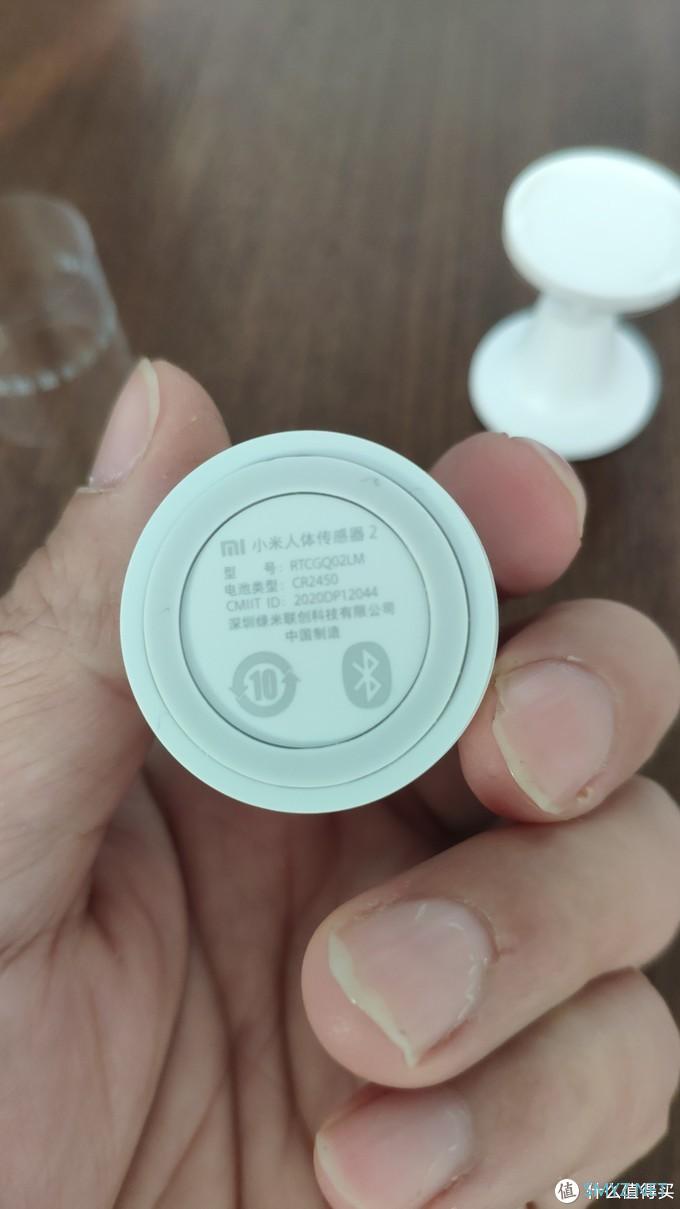 mi 小米人体传感器 2
型 号: RTCGQ02LM
电池类型: CR2450
CMIIT ID: 2020DP12044
深圳绿米联创科技有限公司
中国制造
10
值 什么值得买